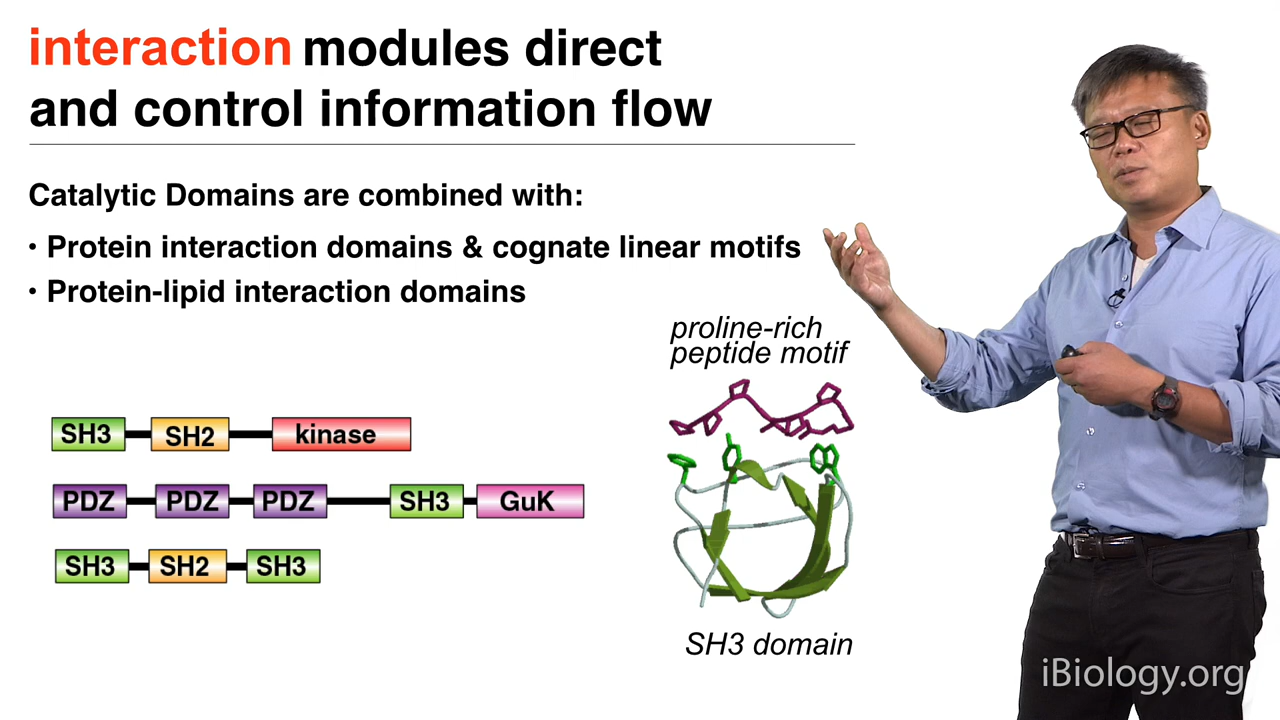 interaction modules direct
and control information flow
Catalytic Domains are combined with:
• Protein interaction domains & cognate linear motifs
• Protein-lipid interaction domains
proline-rich
peptide motif
SH3 SH2 kinase
PDZ PDZ PDZ SH3 GuK
SH3 SH2 SH3
SH3 domain
iBiology.org